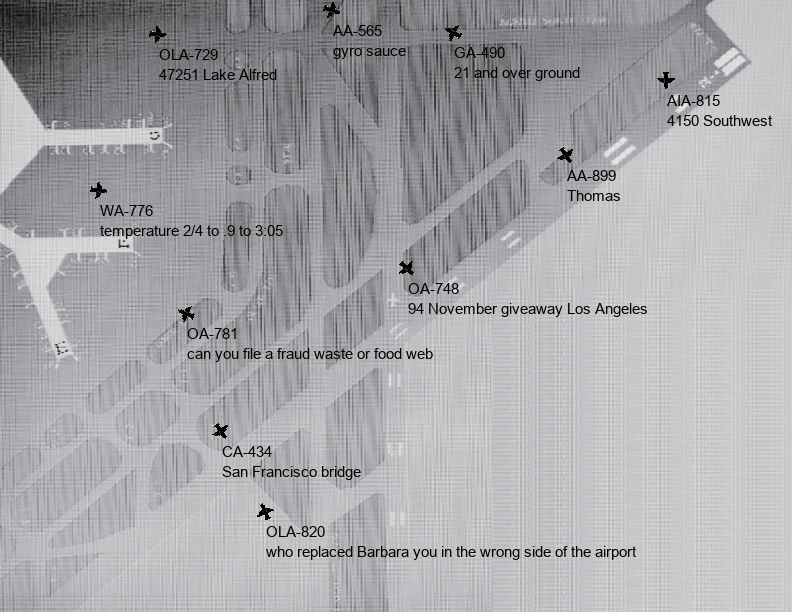 AA-565
gyro sauce
OLA-729
47251 Lake Alfred
GA-490
21 and over ground
AIA-815
4150 Southwest
AA-899
Thomas
WA-776
temperature 2/4 to .9 to 3:05
OA-748
94 November giveaway Los Angeles
OA-781
can you file a fraud waste or food web
CA-434
San Francisco bridge
OLA-820
who replaced Barbara you in the wrong side of the airport